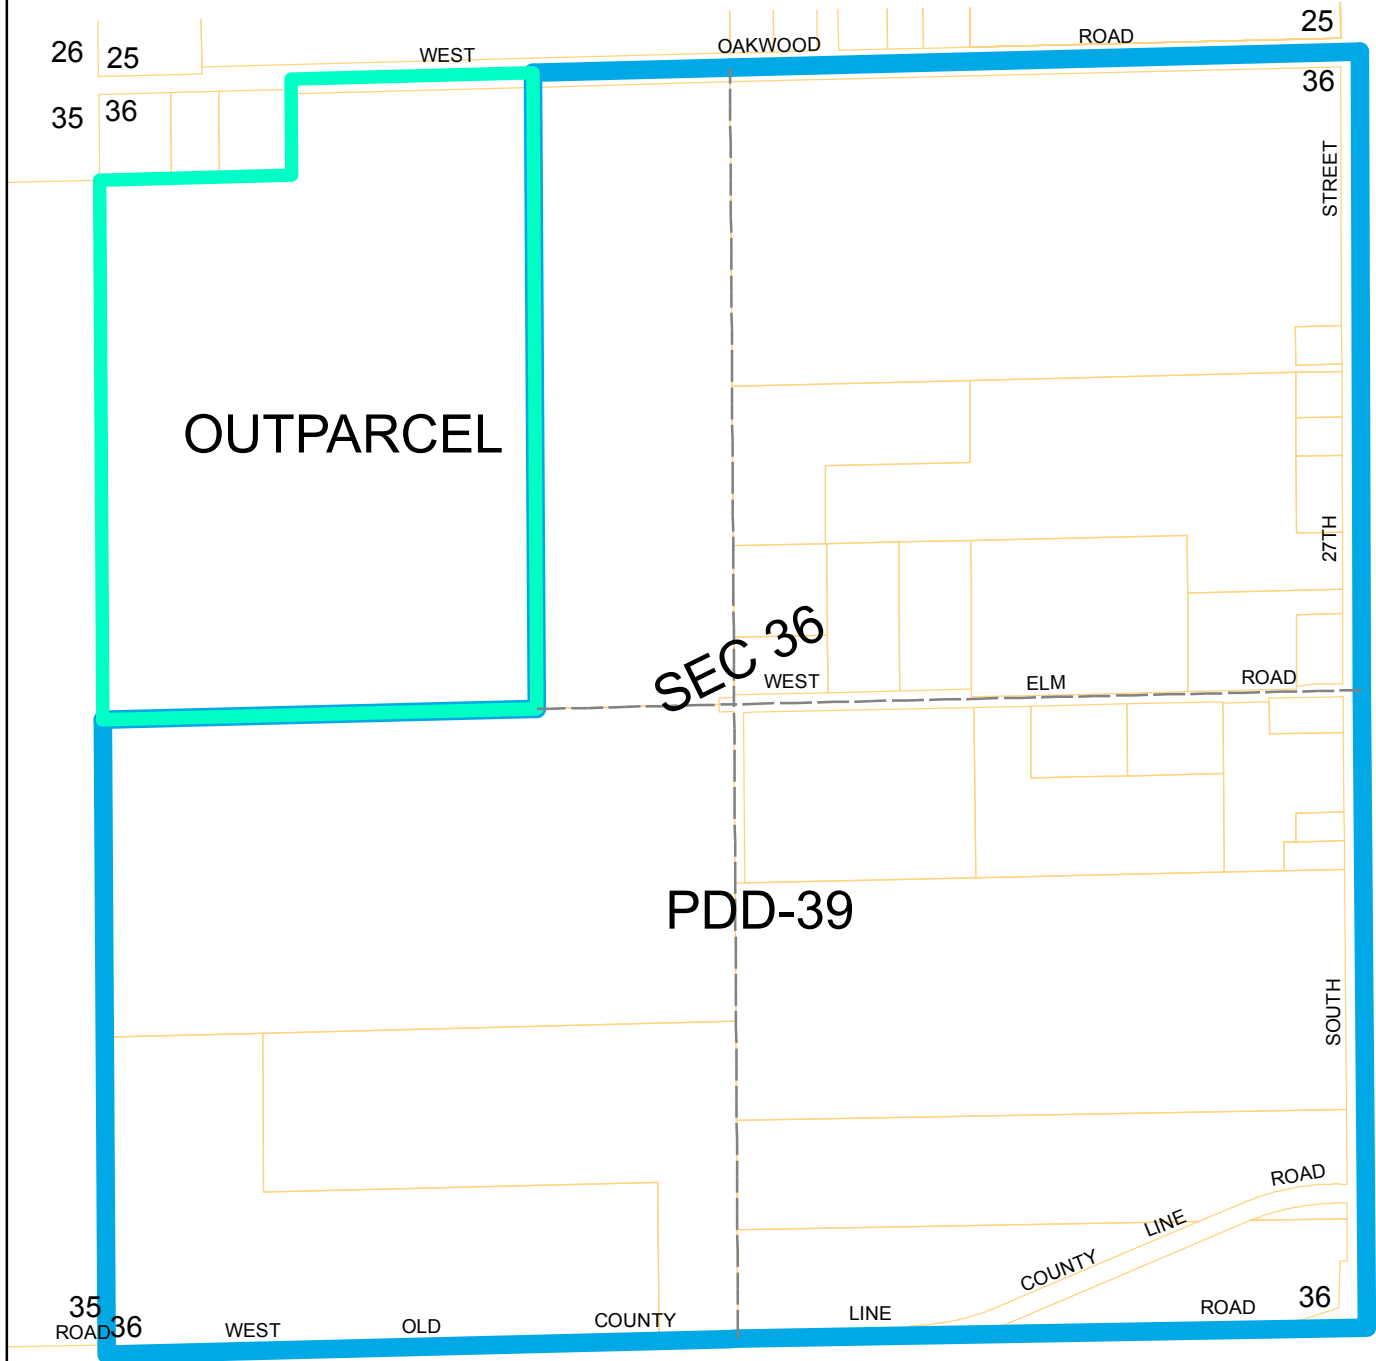 26 25
25
WEST OAKWOOD ROAD
35 36
36
STREET
OUTPARCEL
27TH
SEC 36
WEST ELM ROAD
PDD-39
SOUTH
COUNTY LINE ROAD
35 36
36
ROAD WEST OLD COUNTY LINE ROAD